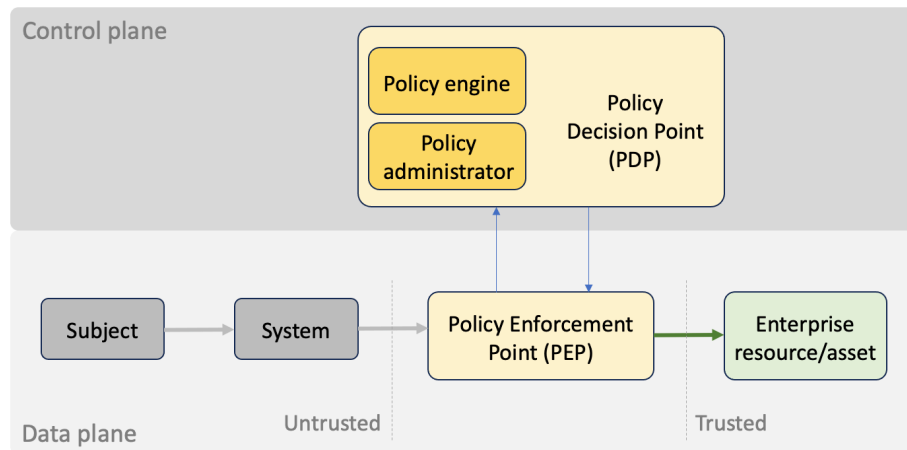 Control plane
Policy engine
Policy
administrator
Policy
Decision Point
(PDP)
Subject
System
Policy Enforcement
Point (PEP)
Enterprise
resource/asset
Untrusted
Trusted
Data plane